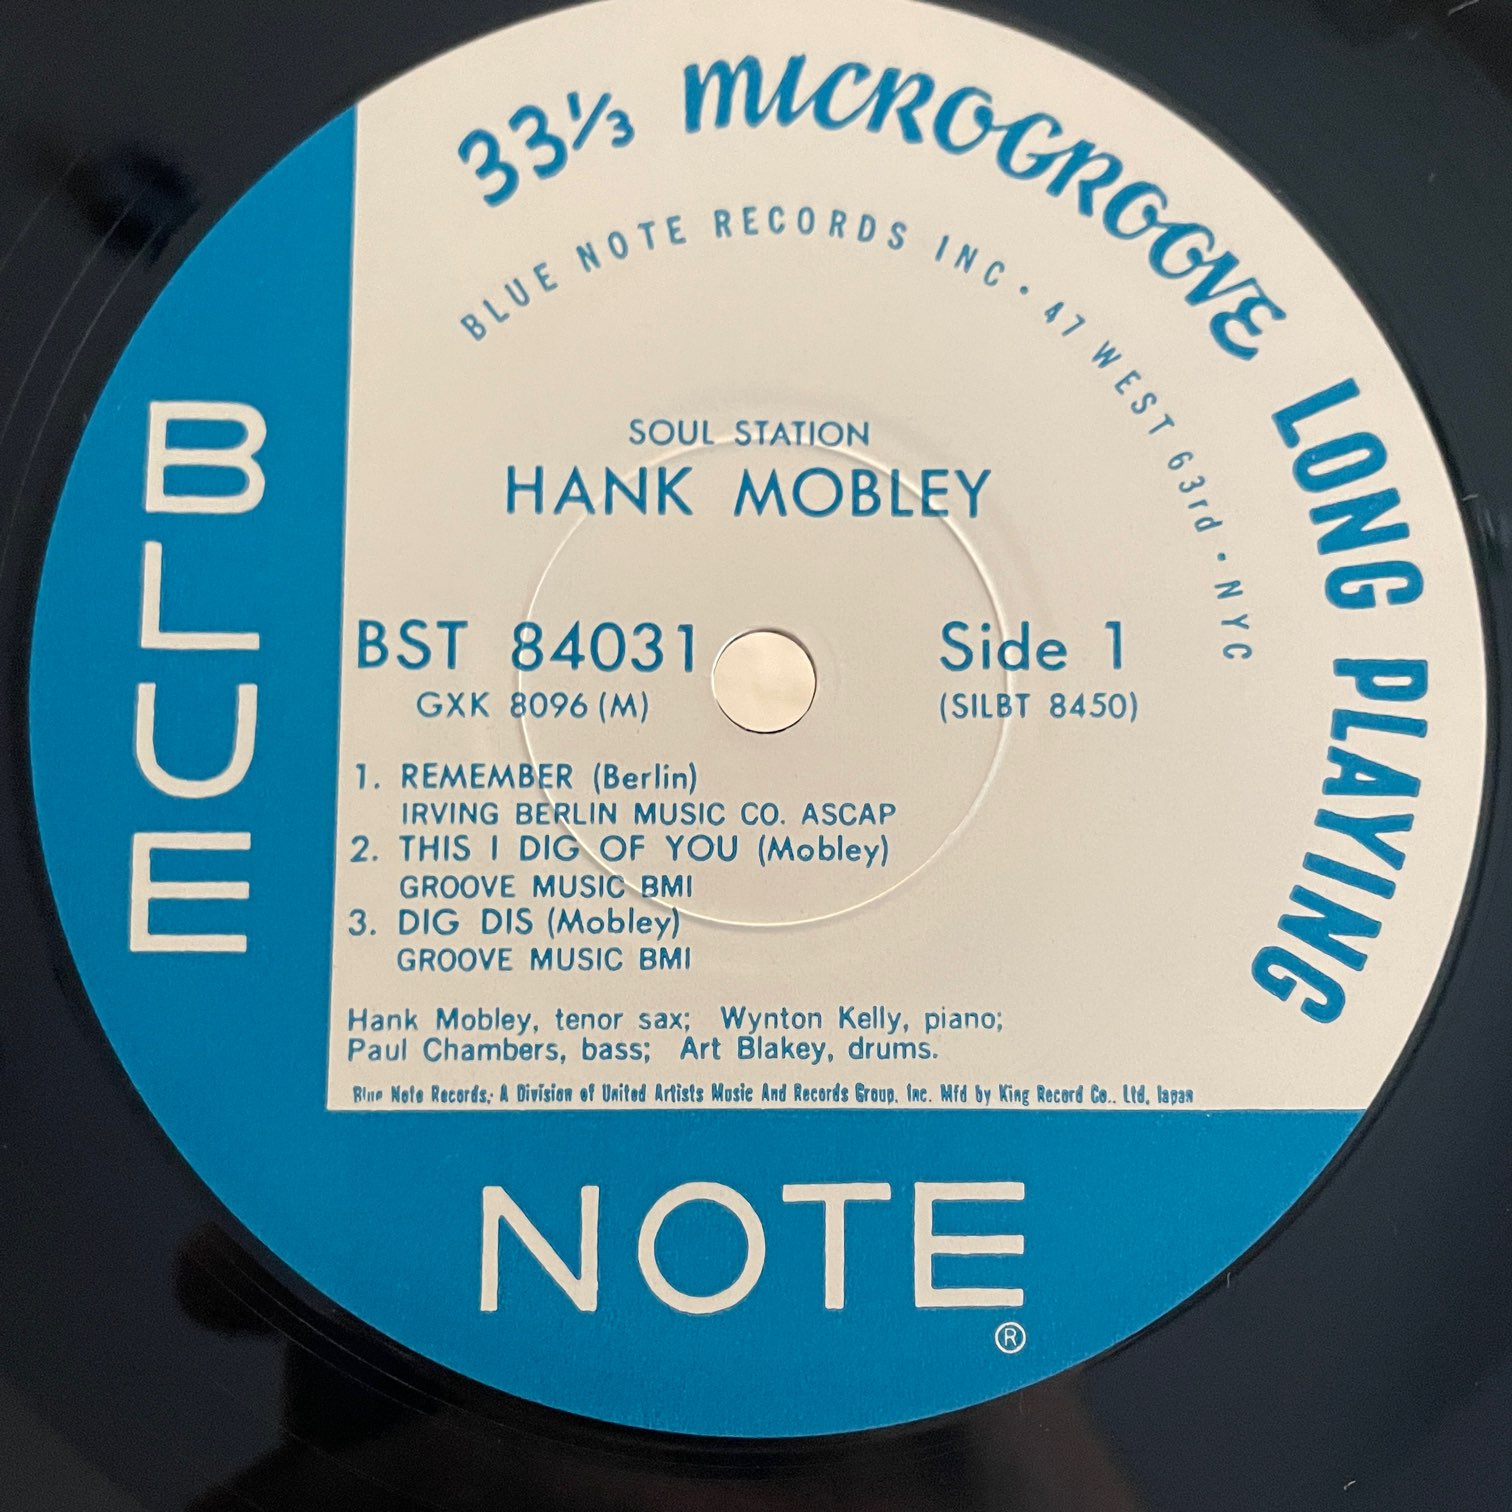 33⅓ MICROGROOVE LONG PLAYING
BLUE NOTE RECORDS INC • 47 WEST 63rd • NYC
SOUL STATION
HANK MOBLEY
BST 84031
GXK 8096 (M)
Side 1
(SILBT 8450)
1. REMEMBER (Berlin)
IRVING BERLIN MUSIC CO. ASCAP
2. THIS I DIG OF YOU (Mobley)
GROOVE MUSIC BMI
3. DIG DIS (Mobley)
GROOVE MUSIC BMI
Hank Mobley, tenor sax; Wynton Kelly, piano;
Paul Chambers, bass; Art Blakey, drums.
Blue Note Records, A Division of United Artists Music And Records Group, Inc. Mfd by King Record Co., Ltd, Japan
BLUE
NOTE
®